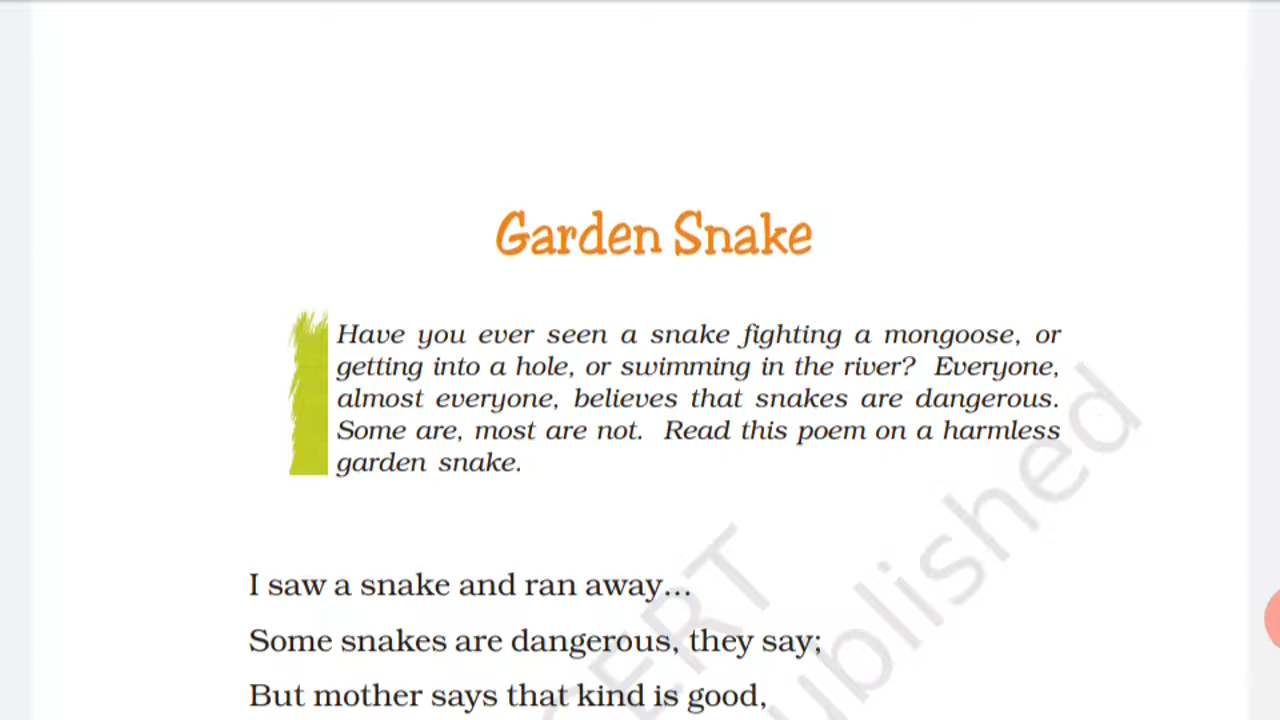 Garden Snake
Have you ever seen a snake fighting a mongoose, or
getting into a hole, or swimming in the river? Everyone,
almost everyone, believes that snakes are dangerous.
Some are, most are not. Read this poem on a harmless
garden snake.
I saw a snake and ran away...
Some snakes are dangerous, they say;
But mother says that kind is good,